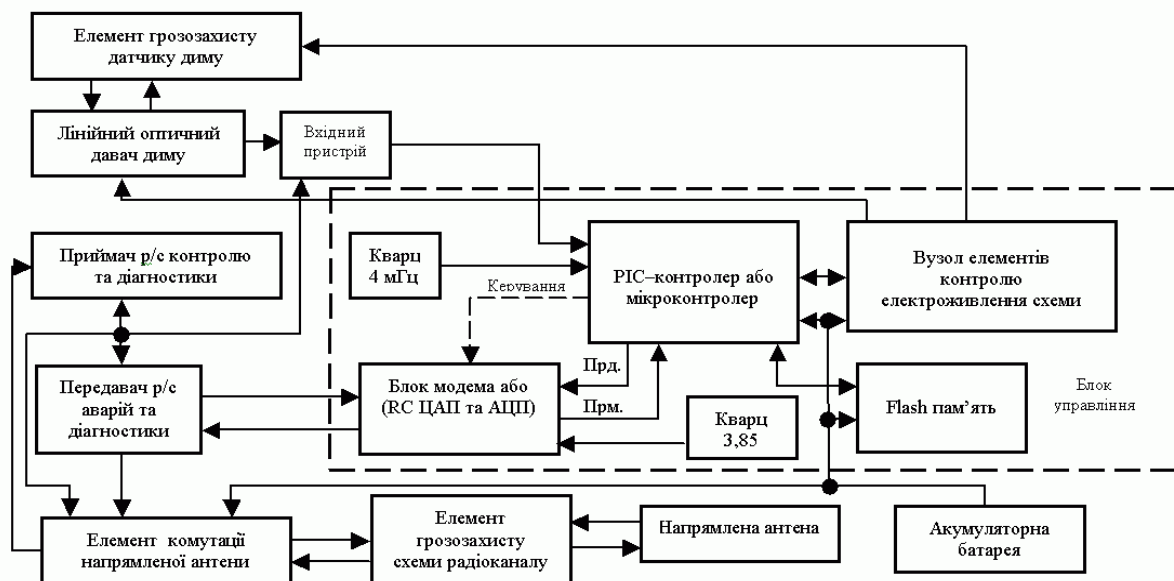 Елемент грозозахисту
датчику диму
Лінійний оптичний
давач диму
Вхідний
пристрій
Приймач р/с контролю
та діагностики
Кварц
4 мГц
Керування
PIC–контролер або
мікроконтролер
Вузол елементів
контролю
електроживлення схеми
Передавач р/с
аварій та
діагностики
Блок модема або
(RC ЦАП та АЦП)
Прд.
Прм.
Кварц
3,85
Flash пам’ять
Блок
управління
Елемент комутації
напрямленої антени
Елемент
грозозахисту
схеми радіоканалу
Напрямлена антена
Акумуляторна
батарея